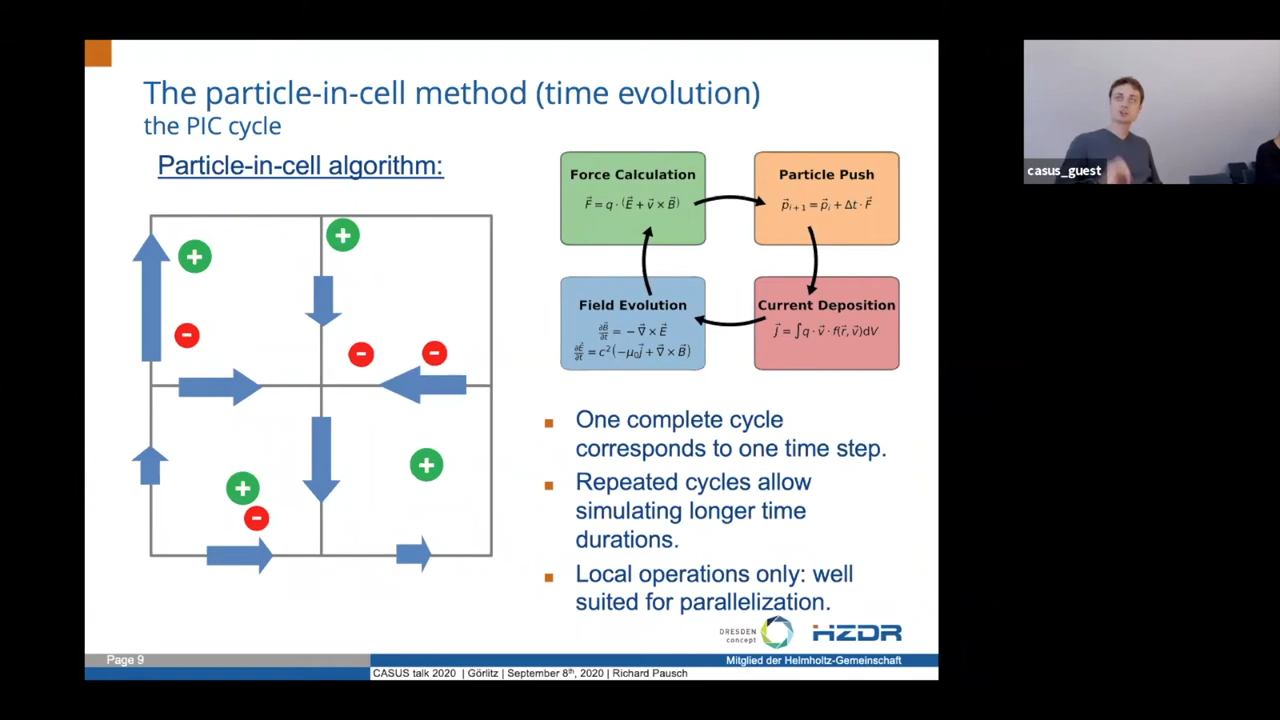 The particle-in-cell method (time evolution)
the PIC cycle
Particle-in-cell algorithm:
Force Calculation
F⃗ = q · (E⃗ + v⃗ × B⃗)
Particle Push
p⃗ᵢ₊₁ = p⃗ᵢ + Δt · F⃗
Field Evolution
∂B⃗/∂t = −∇⃗ × E⃗
∂E⃗/∂t = c²(−μ₀j⃗ + ∇⃗ × B⃗)
Current Deposition
j⃗ = ∫q · v⃗ · f(r⃗, v⃗)dV
One complete cycle
corresponds to one time step.
Repeated cycles allow
simulating longer time
durations.
Local operations only: well
suited for parallelization.
DRESDEN
concept
HZDR
Page 9
Mitglied der Helmholtz-Gemeinschaft
CASUS talk 2020 | Görlitz | September 8th, 2020 | Richard Pausch
casus_guest